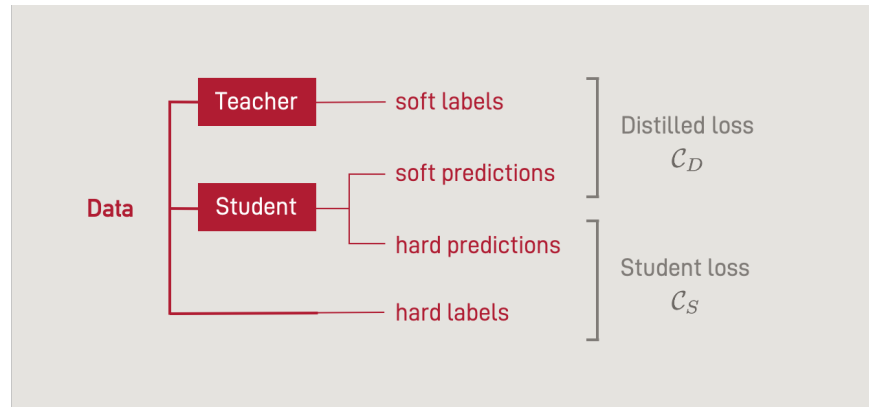 Teacher
soft labels
Distilled loss
𝒞_D
soft predictions
Data
Student
hard predictions
Student loss
𝒞_S
hard labels